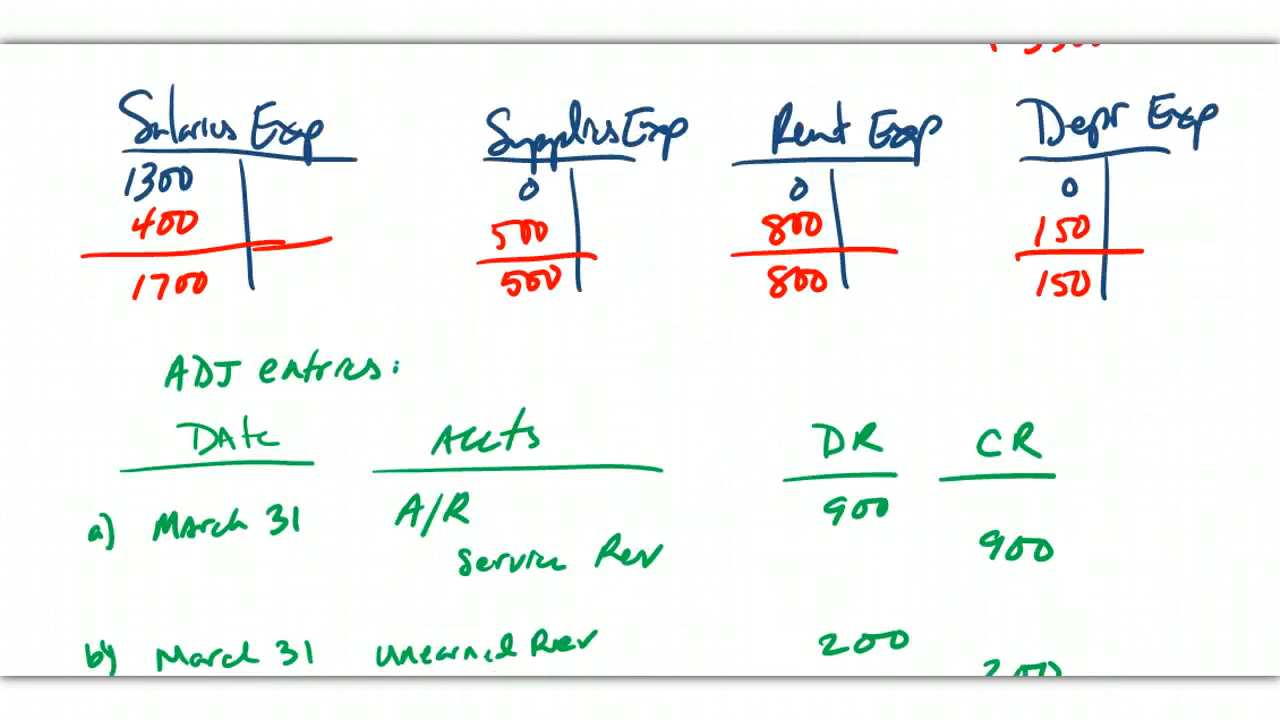 Salaries Exp Supplies Exp Rent Exp Depr Exp
1300 0 0 0
400 500 800 150
1700 500 800 150
ADJ entries:
Date Accts DR CR
a) March 31 A/R 900
Service Rev 900
b) March 31 Unearned Rev 200
200